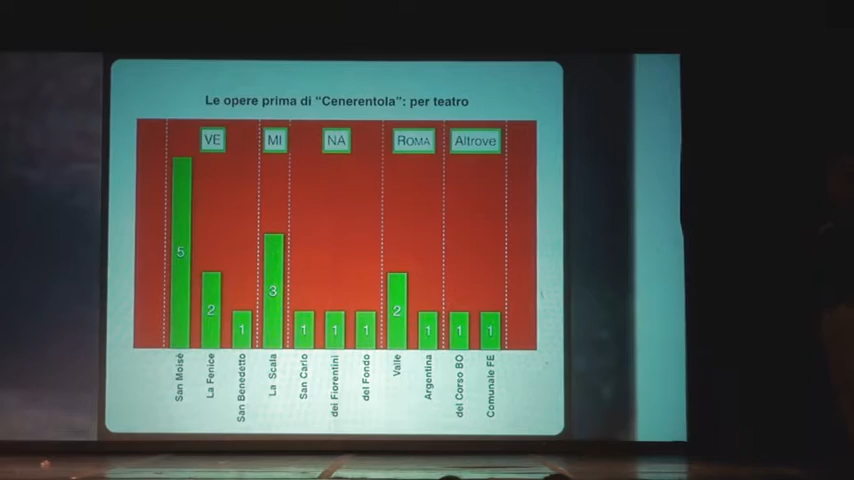 Le opere prima di “Cenerentola”: per teatro
VE MI NA ROMA Altrove
5 2 1 3 1 1 1 2 1 1 1
San Moisè
La Fenice
San Benedetto
La Scala
San Carlo
dei Fiorentini
del Fondo
Valle
Argentina
del Corso BO
Comunale FE